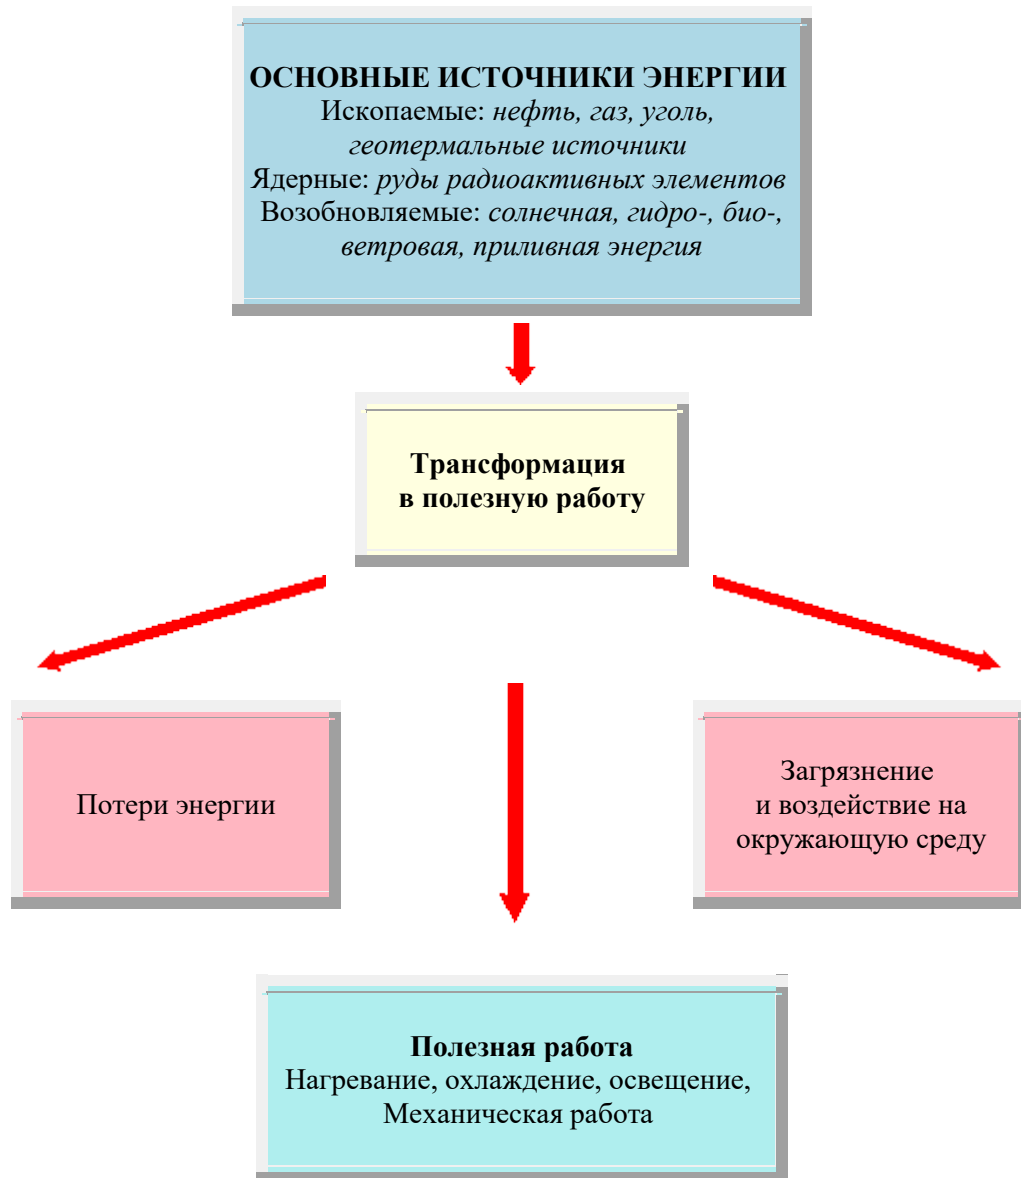 ОСНОВНЫЕ ИСТОЧНИКИ ЭНЕРГИИ
Ископаемые: нефть, газ, уголь,
геотермальные источники
Ядерные: руды радиоактивных элементов
Возобновляемые: солнечная, гидро-, био-,
ветровая, приливная энергия
Трансформация
в полезную работу
Потери энергии
Загрязнение
и воздействие на
окружающую среду
Полезная работа
Нагревание, охлаждение, освещение,
Механическая работа